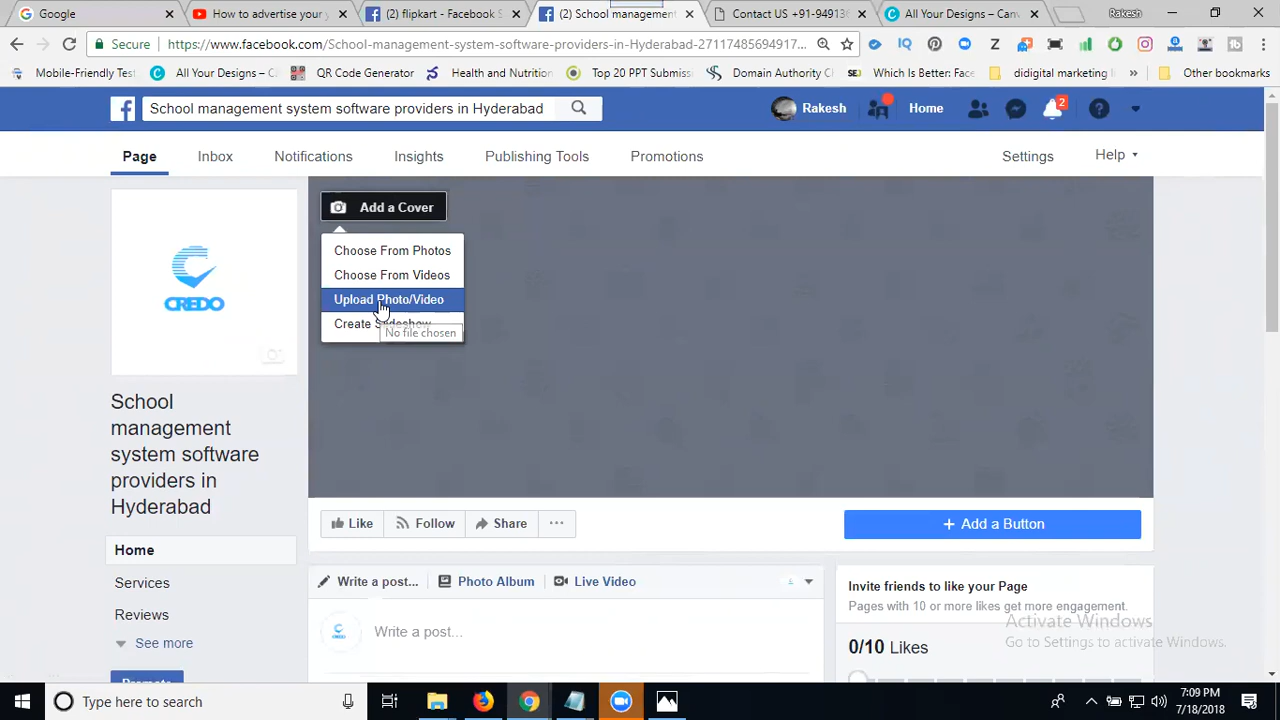 Google
How to advertise your
(2) flipkart - Facebook S
(2) School management
Contact US +91-94913
All Your Designs – Canv
Rakesh
Secure
https://www.facebook.com/School-management-system-software-providers-in-Hyderabad-27117485694917...
Mobile-Friendly Test
All Your Designs – C
QR Code Generator
Health and Nutrition
Top 20 PPT Submiss
Domain Authority C
Which Is Better: Face
didigital marketing l
»
Other bookmarks
School management system software providers in Hyderabad
Rakesh
Home
2
Page
Inbox
Notifications
Insights
Publishing Tools
Promotions
Settings
Help
Add a Cover
Choose From Photos
Choose From Videos
Upload Photo/Video
Create Slideshow...
No file chosen
CREDO
School
management
system software
providers in
Hyderabad
Like
Follow
Share
...
+ Add a Button
Home
Services
Reviews
See more
Promote
Write a post...
Photo Album
Live Video
Write a post...
Invite friends to like your Page
Pages with 10 or more likes get more engagement.
0/10 Likes
Activate Windows
Go to Settings to activate Windows.
Type here to search
7:09 PM
7/18/2018